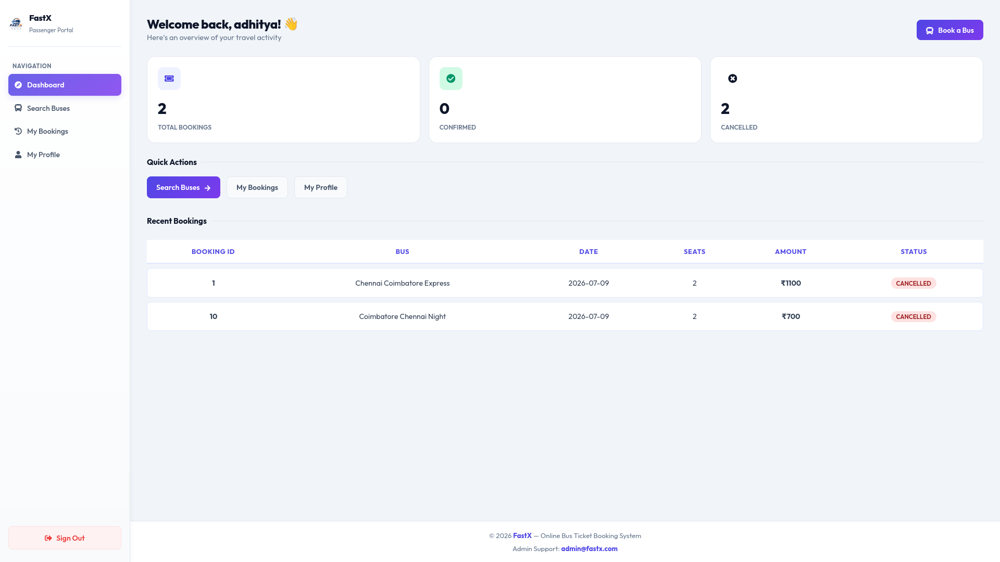 FastX
Passenger Portal
NAVIGATION
Dashboard
Search Buses
My Bookings
My Profile
Sign Out
Welcome back, adhitya! 👋
Here's an overview of your travel activity
Book a Bus
2
TOTAL BOOKINGS
0
CONFIRMED
2
CANCELLED
Quick Actions
Search Buses →
My Bookings
My Profile
Recent Bookings
BOOKING ID BUS DATE SEATS AMOUNT STATUS
1 Chennai Coimbatore Express 2026-07-09 2 ₹1100 CANCELLED
10 Coimbatore Chennai Night 2026-07-09 2 ₹700 CANCELLED
© 2026 FastX — Online Bus Ticket Booking System
Admin Support: admin@fastx.com